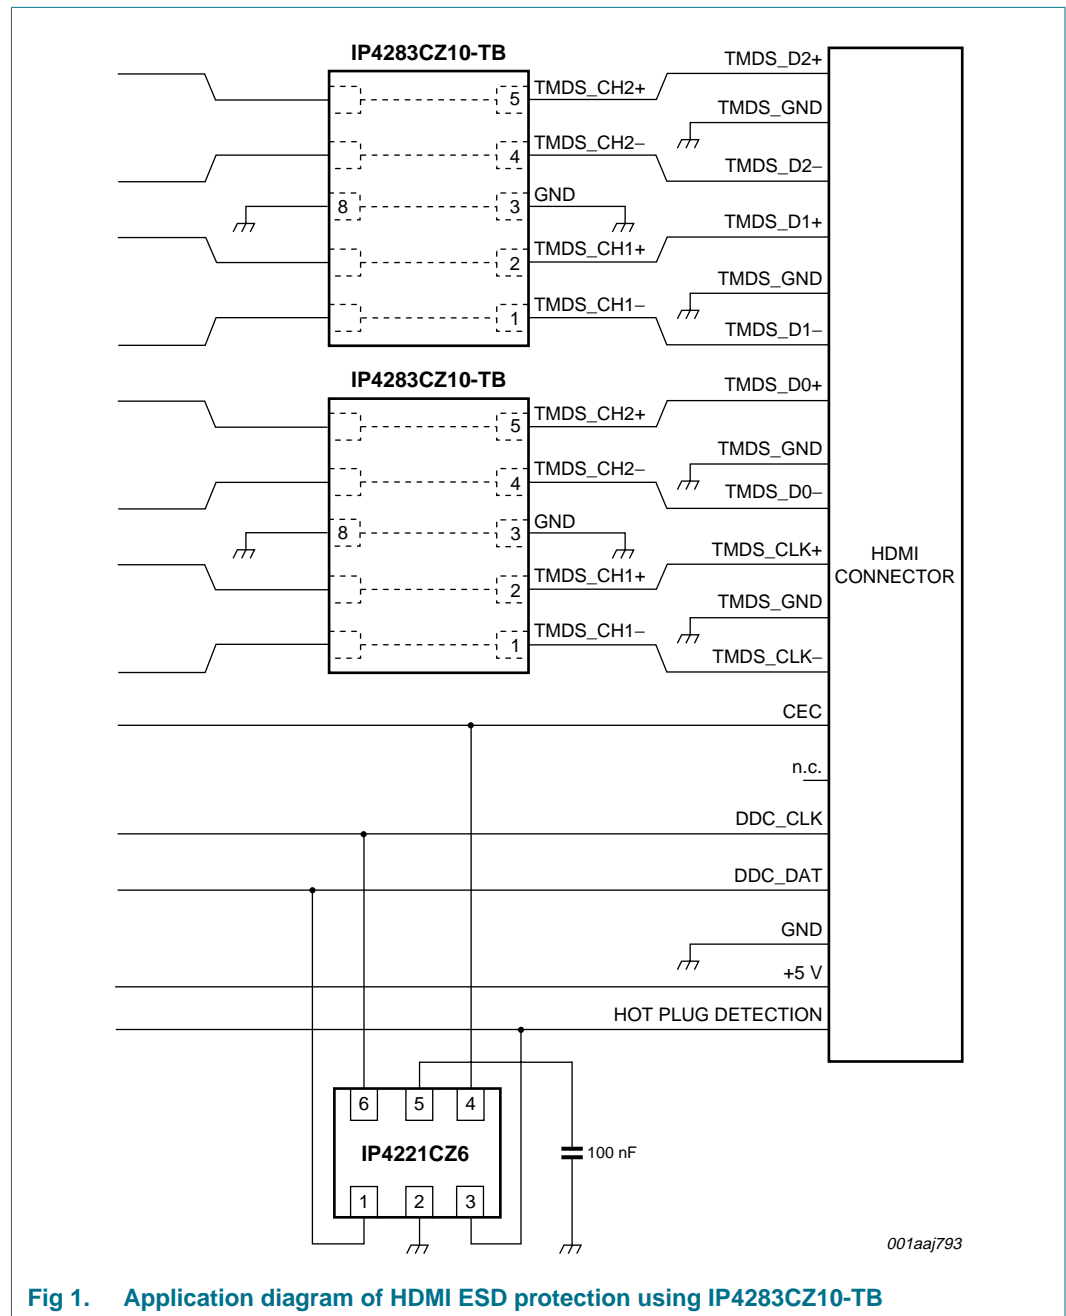 IP4283CZ10-TB
TMDS_D2+
5 TMDS_CH2+
TMDS_GND
4 TMDS_CH2−
TMDS_D2−
8 3 GND
TMDS_D1+
2 TMDS_CH1+
TMDS_GND
1 TMDS_CH1−
TMDS_D1−
IP4283CZ10-TB
TMDS_D0+
5 TMDS_CH2+
TMDS_GND
4 TMDS_CH2−
TMDS_D0−
8 3 GND
TMDS_CLK+
HDMI
CONNECTOR
2 TMDS_CH1+
TMDS_GND
1 TMDS_CH1−
TMDS_CLK−
CEC
n.c.
DDC_CLK
DDC_DAT
GND
+5 V
HOT PLUG DETECTION
6 5 4
IP4221CZ6
100 nF
1 2 3
001aaj793
Fig 1. Application diagram of HDMI ESD protection using IP4283CZ10-TB